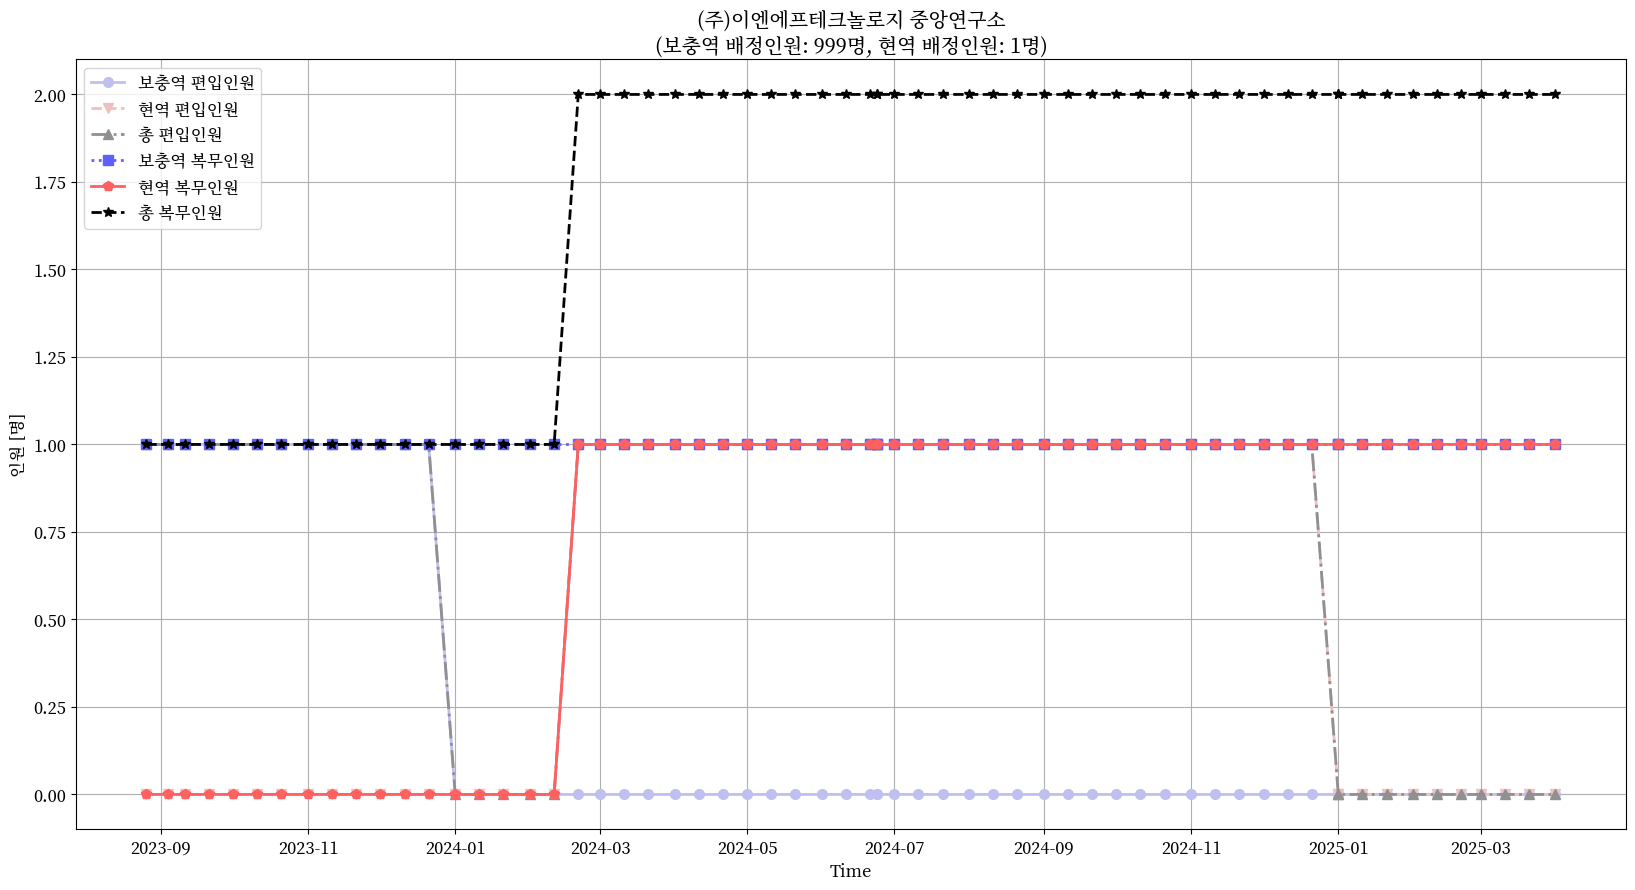 (주)이엔에프테크놀로지 중앙연구소
(보충역 배정인원: 999명, 현역 배정인원: 1명)
보충역 편입인원
현역 편입인원
총 편입인원
보충역 복무인원
현역 복무인원
총 복무인원
인원 [명]
2.00
1.75
1.50
1.25
1.00
0.75
0.50
0.25
0.00
2023-09 2023-11 2024-01 2024-03 2024-05 2024-07 2024-09 2024-11 2025-01 2025-03
Time